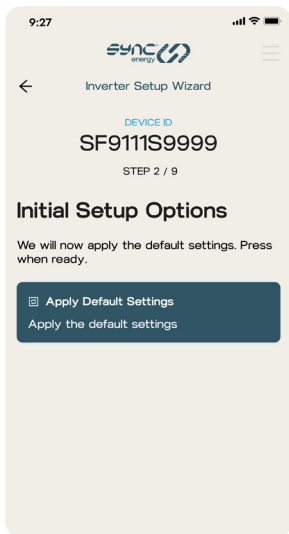 9:27
SYNC
energy
Inverter Setup Wizard
DEVICE ID
SF9111S9999
STEP 2 / 9
Initial Setup Options
We will now apply the default settings. Press
when ready.
Apply Default Settings
Apply the default settings